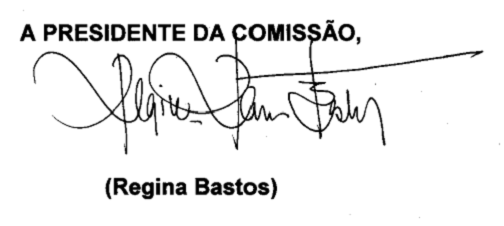 A PRESIDENTE DA COMISSÃO,
(Regina Bastos)